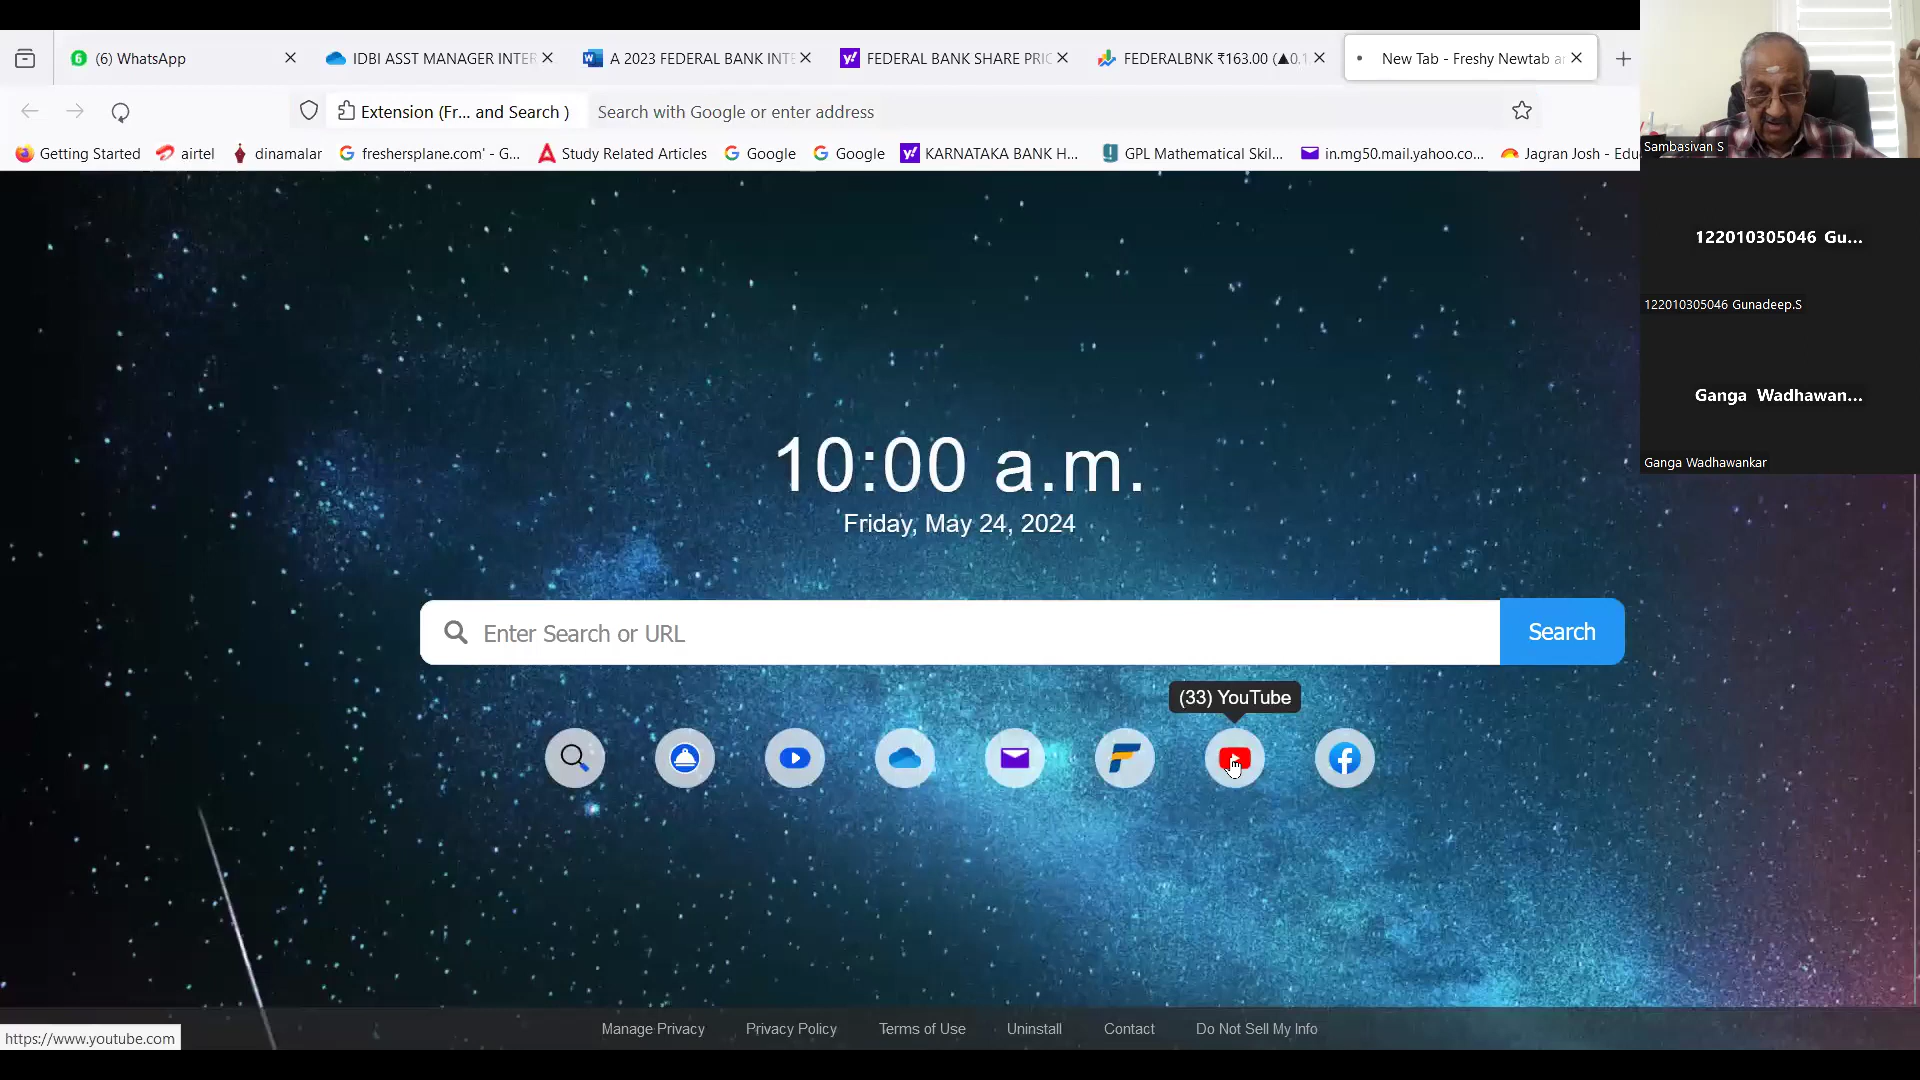 (6) WhatsApp
IDBI ASST MANAGER INTER
A 2023 FEDERAL BANK INTE
FEDERAL BANK SHARE PRIC
FEDERALBNK ₹163.00 (▲0.1
New Tab - Freshy Newtab a
Extension (Fr... and Search )
Search with Google or enter address
Getting Started
airtel
dinamalar
freshersplane.com' - G...
Study Related Articles
Google
Google
KARNATAKA BANK H...
GPL Mathematical Skil...
in.mg50.mail.yahoo.co...
Jagran Josh - Edu
Sambasivan S
122010305046 Gu...
122010305046 Gunadeep.S
Ganga Wadhawan...
Ganga Wadhawankar
10:00 a.m.
Friday, May 24, 2024
Enter Search or URL
Search
(33) YouTube
Manage Privacy
Privacy Policy
Terms of Use
Uninstall
Contact
Do Not Sell My Info
https://www.youtube.com